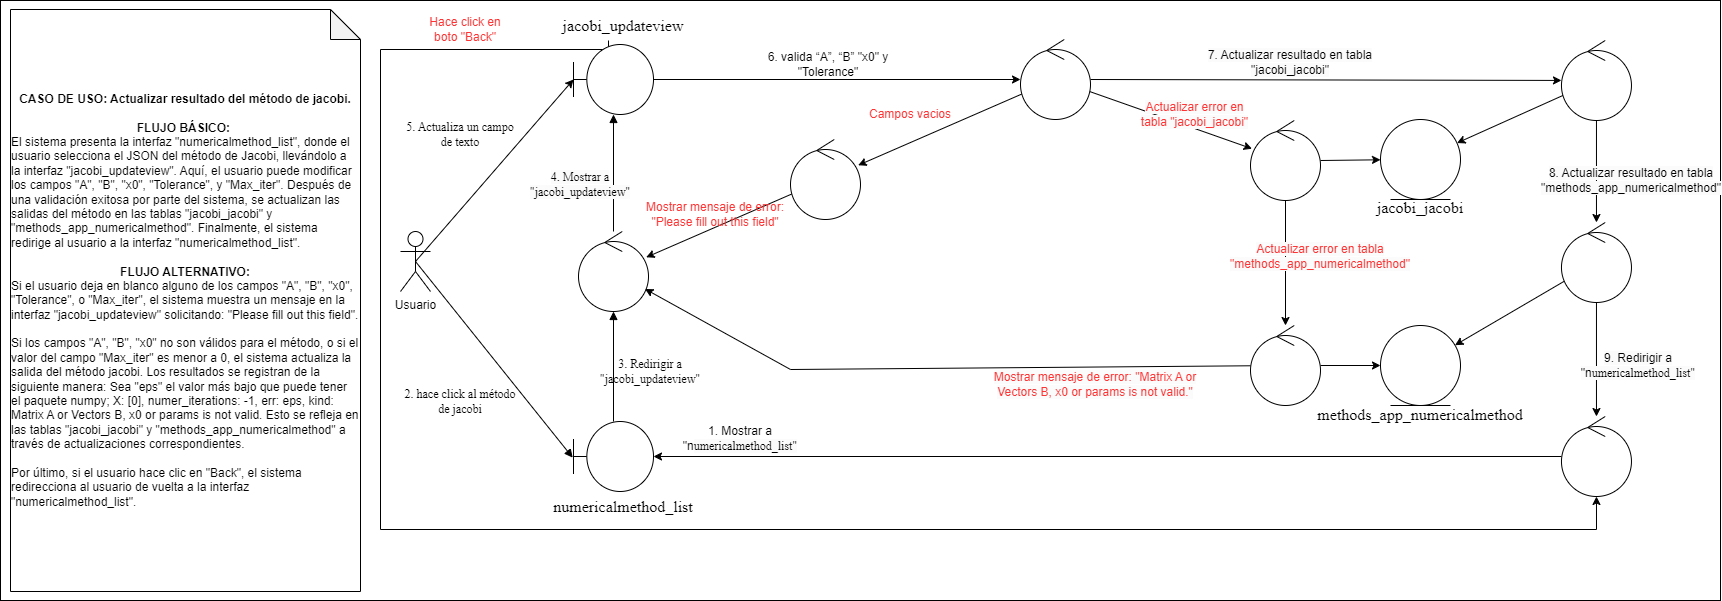 CASO DE USO: Actualizar resultado del método de jacobi.
FLUJO BÁSICO:
El sistema presenta la interfaz "numericalmethod_list", donde el
usuario selecciona el JSON del método de Jacobi, llevándolo a
la interfaz "jacobi_updateview". Aquí, el usuario puede modificar
los campos "A", "B", "x0", "Tolerance", y "Max_iter". Después de
una validación exitosa por parte del sistema, se actualizan las
salidas del método en las tablas "jacobi_jacobi" y
"methods_app_numericalmethod". Finalmente, el sistema
redirige al usuario a la interfaz "numericalmethod_list".
FLUJO ALTERNATIVO:
Si el usuario deja en blanco alguno de los campos "A", "B", "x0",
"Tolerance", o "Max_iter", el sistema muestra un mensaje en la
interfaz "jacobi_updateview" solicitando: "Please fill out this field".
Si los campos "A", "B", "x0" no son válidos para el método, o si el
valor del campo "Max_iter" es menor a 0, el sistema actualiza la
salida del método jacobi. Los resultados se registran de la
siguiente manera: Sea "eps" el valor más bajo que puede tener
el paquete numpy; X: [0], numer_iterations: -1, err: eps, kind:
Matrix A or Vectors B, x0 or params is not valid. Esto se refleja en
las tablas "jacobi_jacobi" y "methods_app_numericalmethod" a
través de actualizaciones correspondientes.
Por último, si el usuario hace clic en "Back", el sistema
redirecciona al usuario de vuelta a la interfaz
"numericalmethod_list".
Hace click en
boto "Back"
jacobi_updateview
6. valida “A”, “B” "x0" y
"Tolerance"
7. Actualizar resultado en tabla
"jacobi_jacobi"
Campos vacios
Actualizar error en
tabla "jacobi_jacobi"
5. Actualiza un campo
de texto
4. Mostrar a
"jacobi_updateview"
8. Actualizar resultado en tabla
"methods_app_numericalmethod"
Mostrar mensaje de error:
"Please fill out this field"
jacobi_jacobi
Actualizar error en tabla
"methods_app_numericalmethod"
Usuario
3. Redirigir a
"jacobi_updateview"
9. Redirigir a
"numericalmethod_list"
Mostrar mensaje de error: "Matrix A or
Vectors B, x0 or params is not valid."
2. hace click al método
de jacobi
methods_app_numericalmethod
1. Mostrar a
"numericalmethod_list)
numericalmethod_list